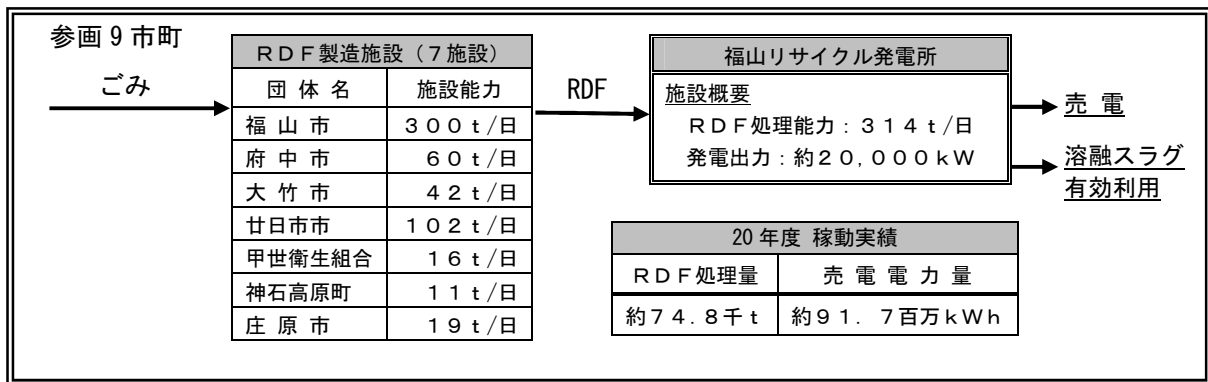 参画9市町
ごみ
RDF製造施設(7施設)
団体名 施設能力
福山市 300t/日
府中市 60t/日
大竹市 42t/日
廿日市市 102t/日
甲世衛生組合 16t/日
神石高原町 11t/日
庄原市 19t/日
RDF
福山リサイクル発電所
施設概要
RDF処理能力:314t/日
発電出力:約20,000kW
売電
溶融スラグ
有効利用
20年度 稼動実績
RDF処理量 売電電力量
約74.8千t 約91.7百万kWh